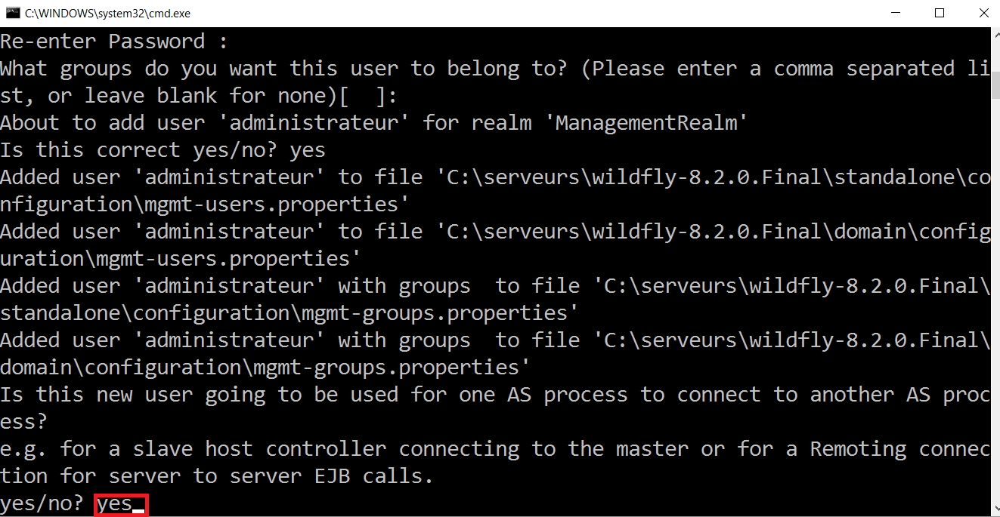 C:\WINDOWS\system32\cmd.exe
Re-enter Password :
What groups do you want this user to belong to? (Please enter a comma separated li
st, or leave blank for none)[  ]:
About to add user 'administrateur' for realm 'ManagementRealm'
Is this correct yes/no? yes
Added user 'administrateur' to file 'C:\serveurs\wildfly-8.2.0.Final\standalone\co
nfiguration\mgmt-users.properties'
Added user 'administrateur' to file 'C:\serveurs\wildfly-8.2.0.Final\domain\config
uration\mgmt-users.properties'
Added user 'administrateur' with groups  to file 'C:\serveurs\wildfly-8.2.0.Final\
standalone\configuration\mgmt-groups.properties'
Added user 'administrateur' with groups  to file 'C:\serveurs\wildfly-8.2.0.Final\
domain\configuration\mgmt-groups.properties'
Is this new user going to be used for one AS process to connect to another AS proc
ess?
e.g. for a slave host controller connecting to the master or for a Remoting connec
tion for server to server EJB calls.
yes/no? yes